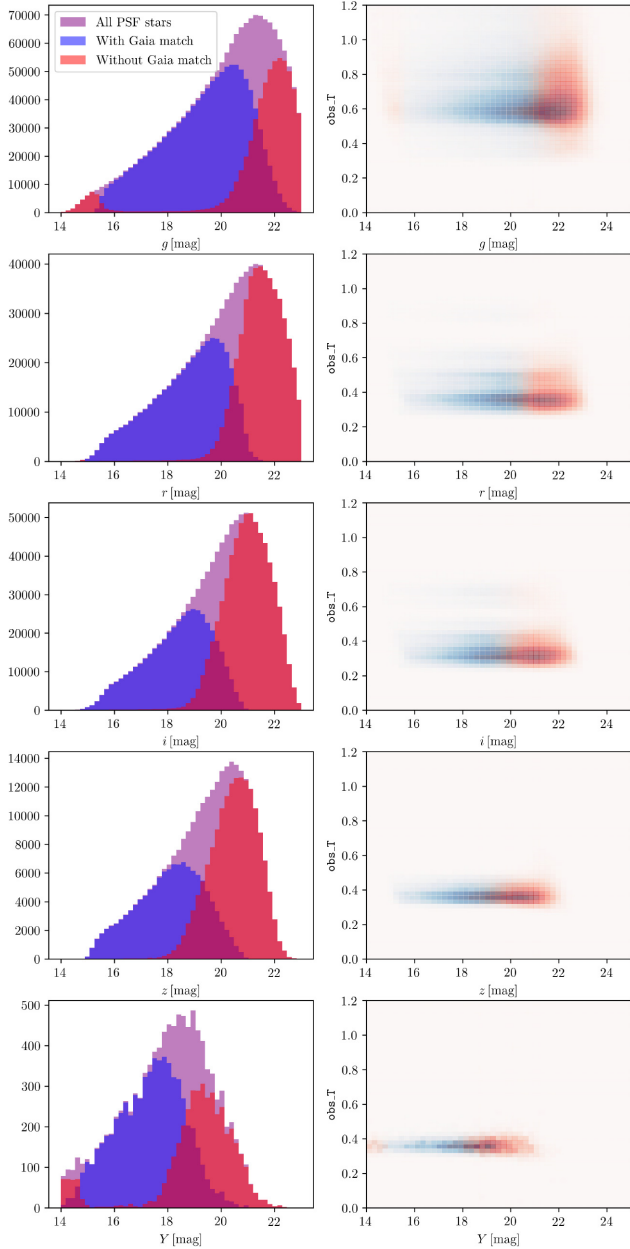 All PSF stars
With Gaia match
Without Gaia match
70000
60000
50000
40000
30000
20000
10000
0
14 16 18 20 22
g [mag]
obs_T
1.2
1.0
0.8
0.6
0.4
0.2
0.0
14 16 18 20 22 24
g [mag]
40000
30000
20000
10000
0
14 16 18 20 22
r [mag]
obs_T
1.2
1.0
0.8
0.6
0.4
0.2
0.0
14 16 18 20 22 24
r [mag]
50000
40000
30000
20000
10000
0
14 16 18 20 22
i [mag]
obs_T
1.2
1.0
0.8
0.6
0.4
0.2
0.0
14 16 18 20 22 24
i [mag]
14000
12000
10000
8000
6000
4000
2000
0
14 16 18 20 22
z [mag]
obs_T
1.2
1.0
0.8
0.6
0.4
0.2
0.0
14 16 18 20 22 24
z [mag]
500
400
300
200
100
0
14 16 18 20 22
Y [mag]
obs_T
1.2
1.0
0.8
0.6
0.4
0.2
0.0
14 16 18 20 22 24
Y [mag]